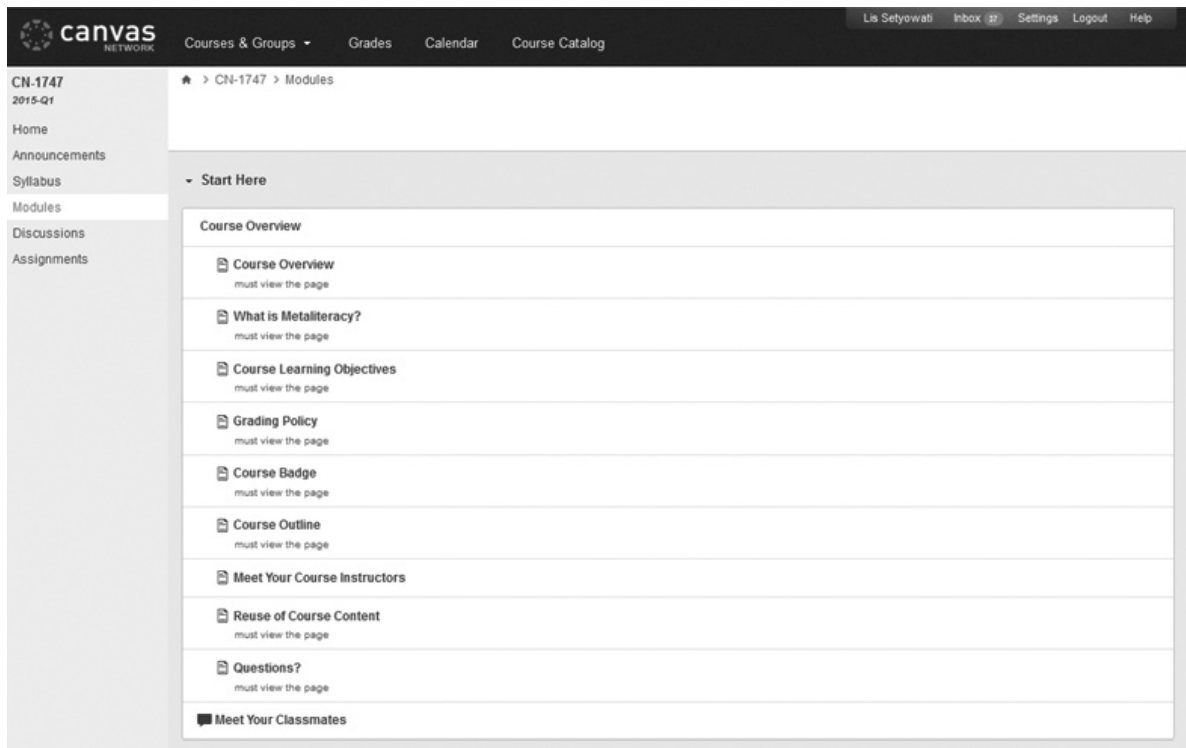 canvas
NETWORK
Lis Setyowati Inbox 37 Settings Logout Help
Courses & Groups Grades Calendar Course Catalog
CN-1747
2015-Q1
Home
Announcements
Syllabus
Modules
Discussions
Assignments
> CN-1747 > Modules
Start Here
Course Overview
Course Overview
must view the page
What is Metaliteracy?
must view the page
Course Learning Objectives
must view the page
Grading Policy
must view the page
Course Badge
must view the page
Course Outline
must view the page
Meet Your Course Instructors
Reuse of Course Content
must view the page
Questions?
must view the page
Meet Your Classmates